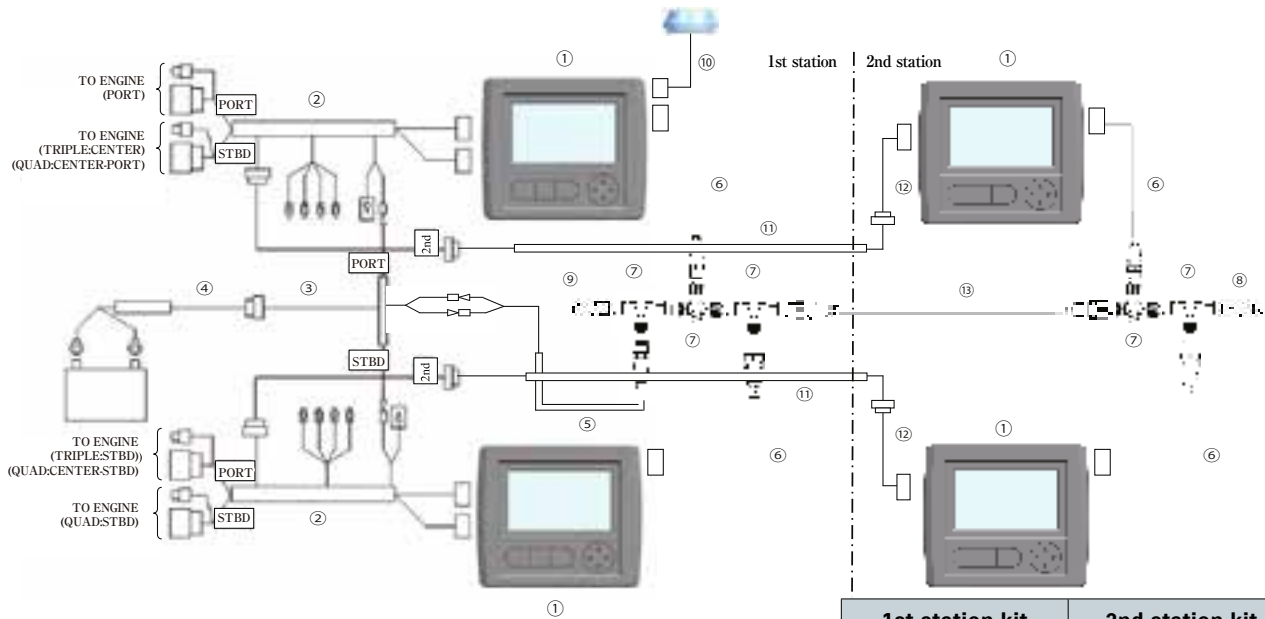 ① ⑩ 1st station 2nd station ①
TO ENGINE
(PORT)
PORT
②
TO ENGINE
(TRIPLE:CENTER)
(QUAD:CENTER-PORT)
STBD
⑥
⑫
⑥
2nd
⑪
PORT
⑨ ⑦ ⑦ ⑦ ⑧
④ ③ ⑬
⑦ ⑦
STBD
2nd
⑪
⑤
⑫ ①
TO ENGINE
(TRIPLE:STBD))
(QUAD:CENTER-STBD)
PORT
⑥ ⑥
TO ENGINE
(QUAD:STBD)
STBD
②
①
1st station kit 2nd station kit